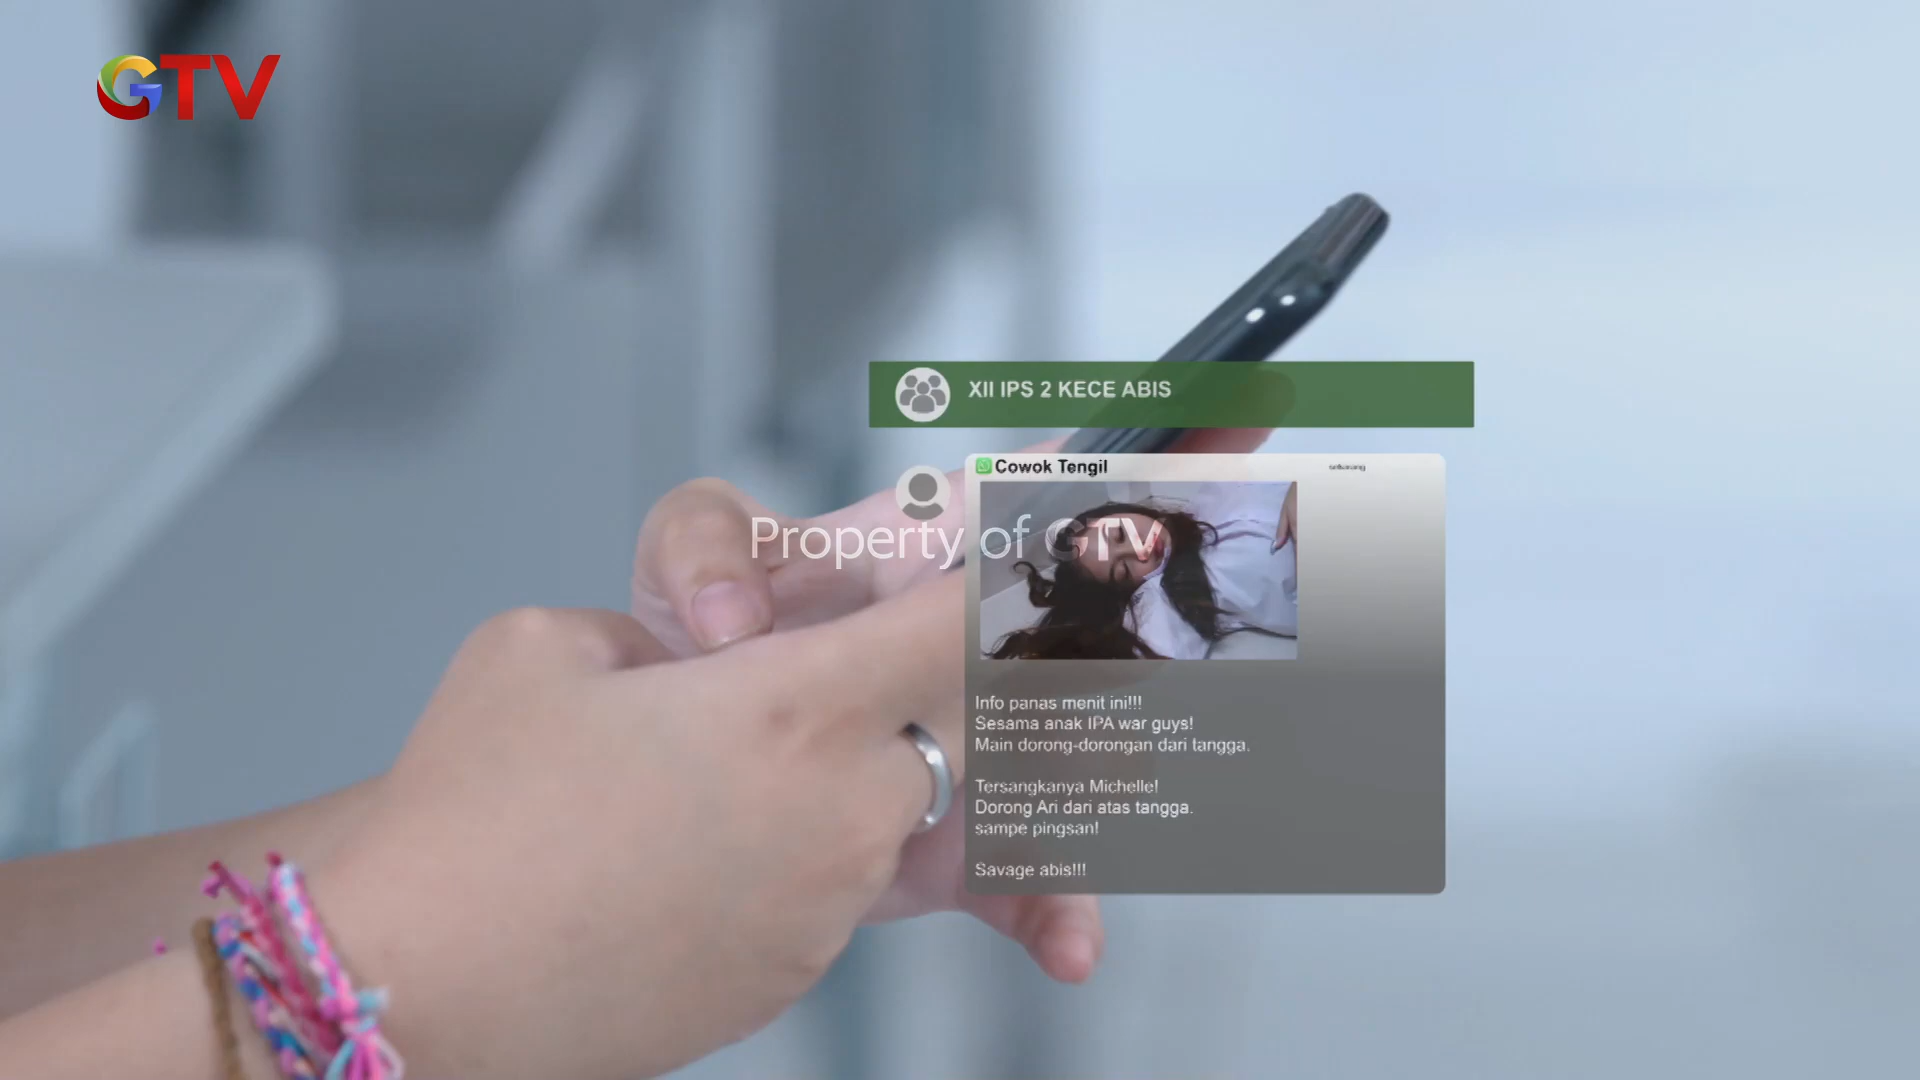 GTV
XII IPS 2 KECE ABIS
Cowok Tengil
sekarang
Property of GTV
Info panas menit ini!!!
Sesama anak IPA war guys!
Main dorong-dorongan dari tangga.
Tersangkanya Michelle!
Dorong Ari dari atas tangga.
sampe pingsan!
Savage abis!!!